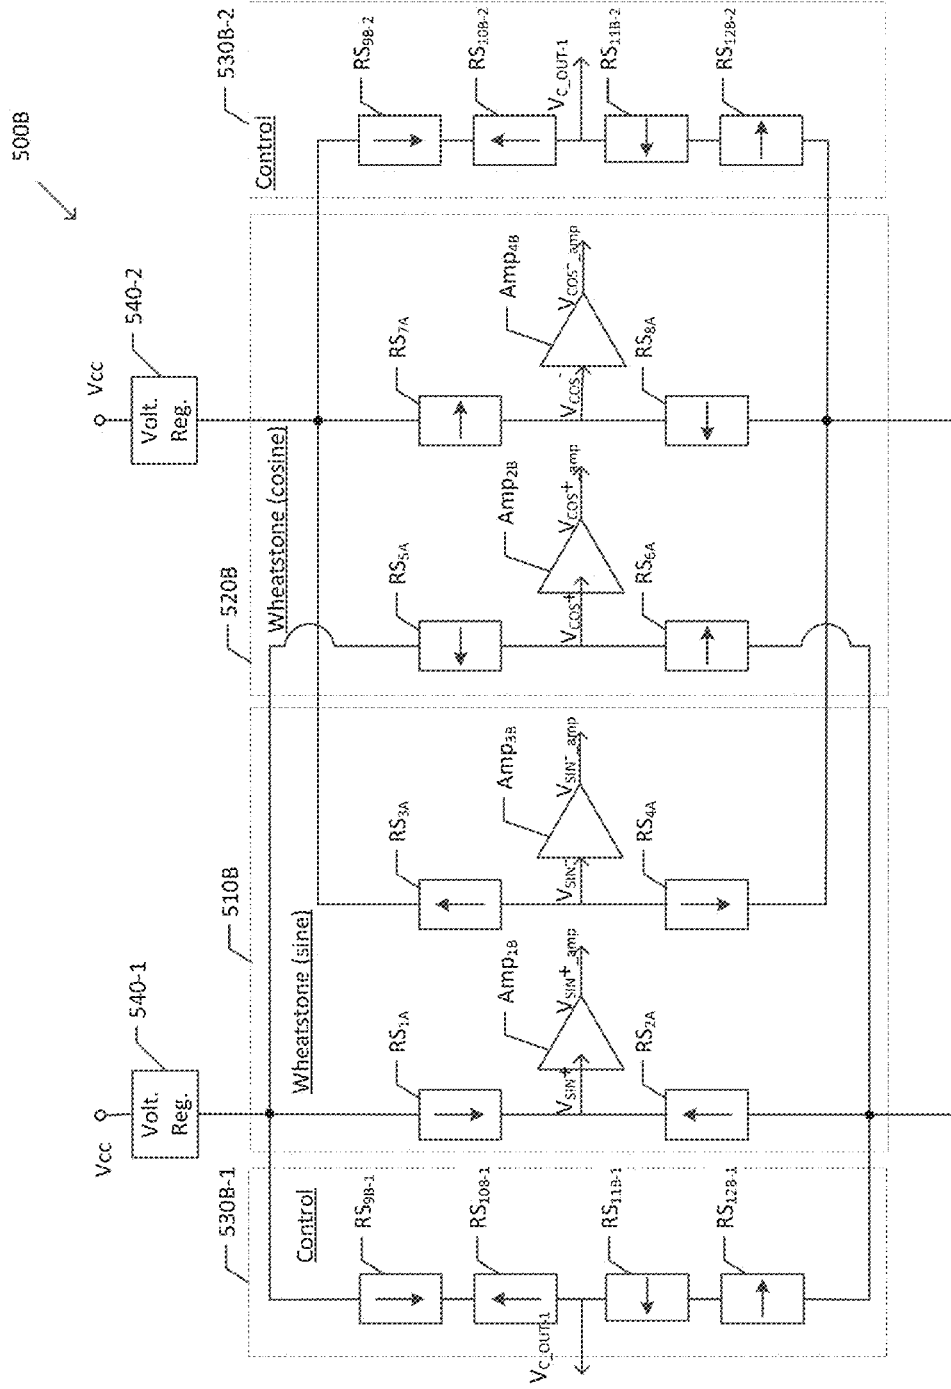 500B
530B-1
Control
RS9B-1
RS10B-1
VC_OUT-1
RS11B-1
RS12B-1
Vcc
540-1
Volt.
Reg.
510B
Wheatstone (sine)
RS1A
Amp1B
VSIN+
VSIN+_amp
RS2A
RS3A
Amp3B
VSIN-
VSIN-_amp
RS4A
520B
Wheatstone (cosine)
RS5A
Amp2B
VCOS+
VCOS+_amp
RS6A
Vcc
540-2
Volt.
Reg.
RS7A
Amp4B
VCOS-
VCOS-_amp
RS8A
530B-2
Control
RS9B-2
RS10B-2
VC_OUT-1
RS11B-2
RS12B-2